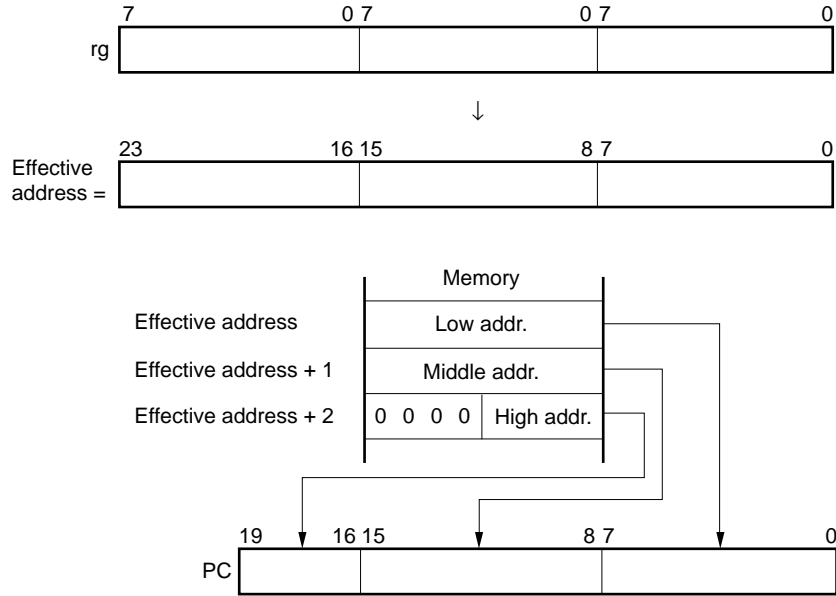 7 0 7 0 7 0
rg
↓
23 16 15 8 7 0
Effective
address =
Memory
Effective address Low addr.
Effective address + 1 Middle addr.
Effective address + 2 0 0 0 0 High addr.
19 16 15 8 7 0
PC